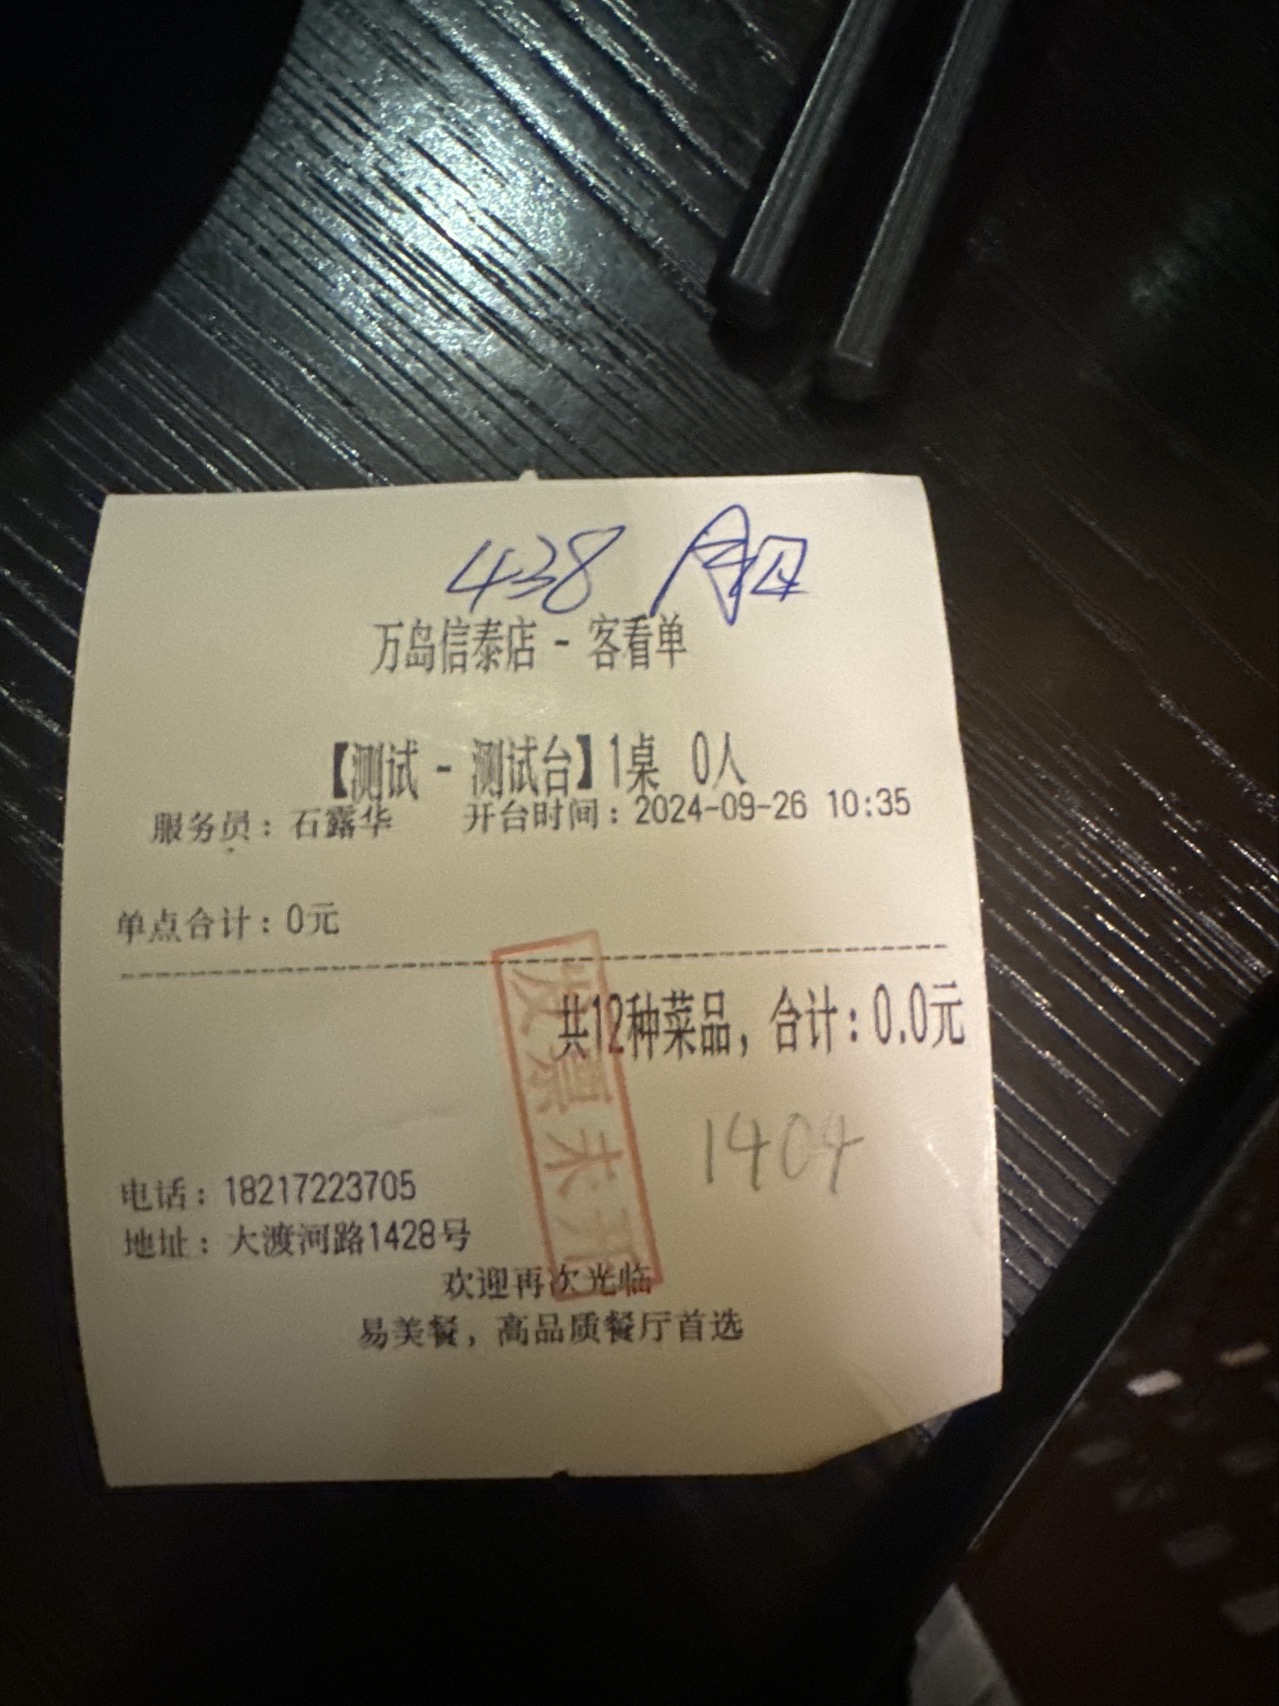 438
万岛信泰店 - 客看单
【测试 - 测试台】1桌 0人
服务员：石露华 开台时间：2024-09-26 10:35
单点合计：0元
共12种菜品，合计：0.0元
发票未开
1404
电话：18217223705
地址：大渡河路1428号
欢迎再次光临
易美餐，高品质餐厅首选